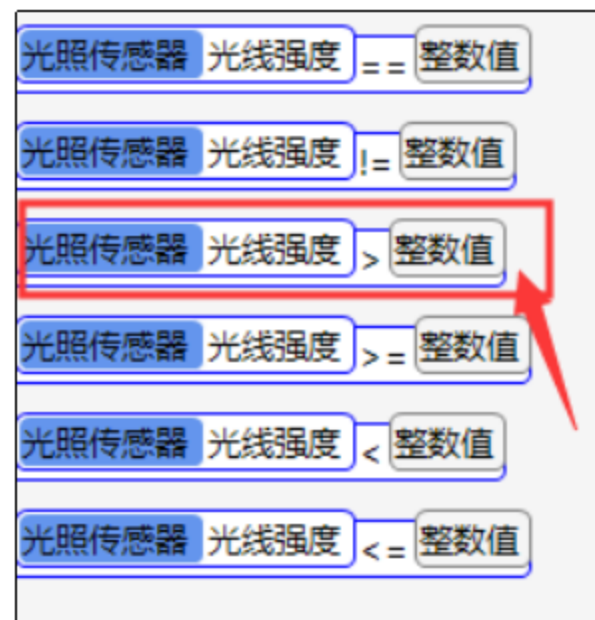 光照传感器 光线强度 == 整数值
光照传感器 光线强度 != 整数值
光照传感器 光线强度 > 整数值
光照传感器 光线强度 >= 整数值
光照传感器 光线强度 < 整数值
光照传感器 光线强度 <= 整数值